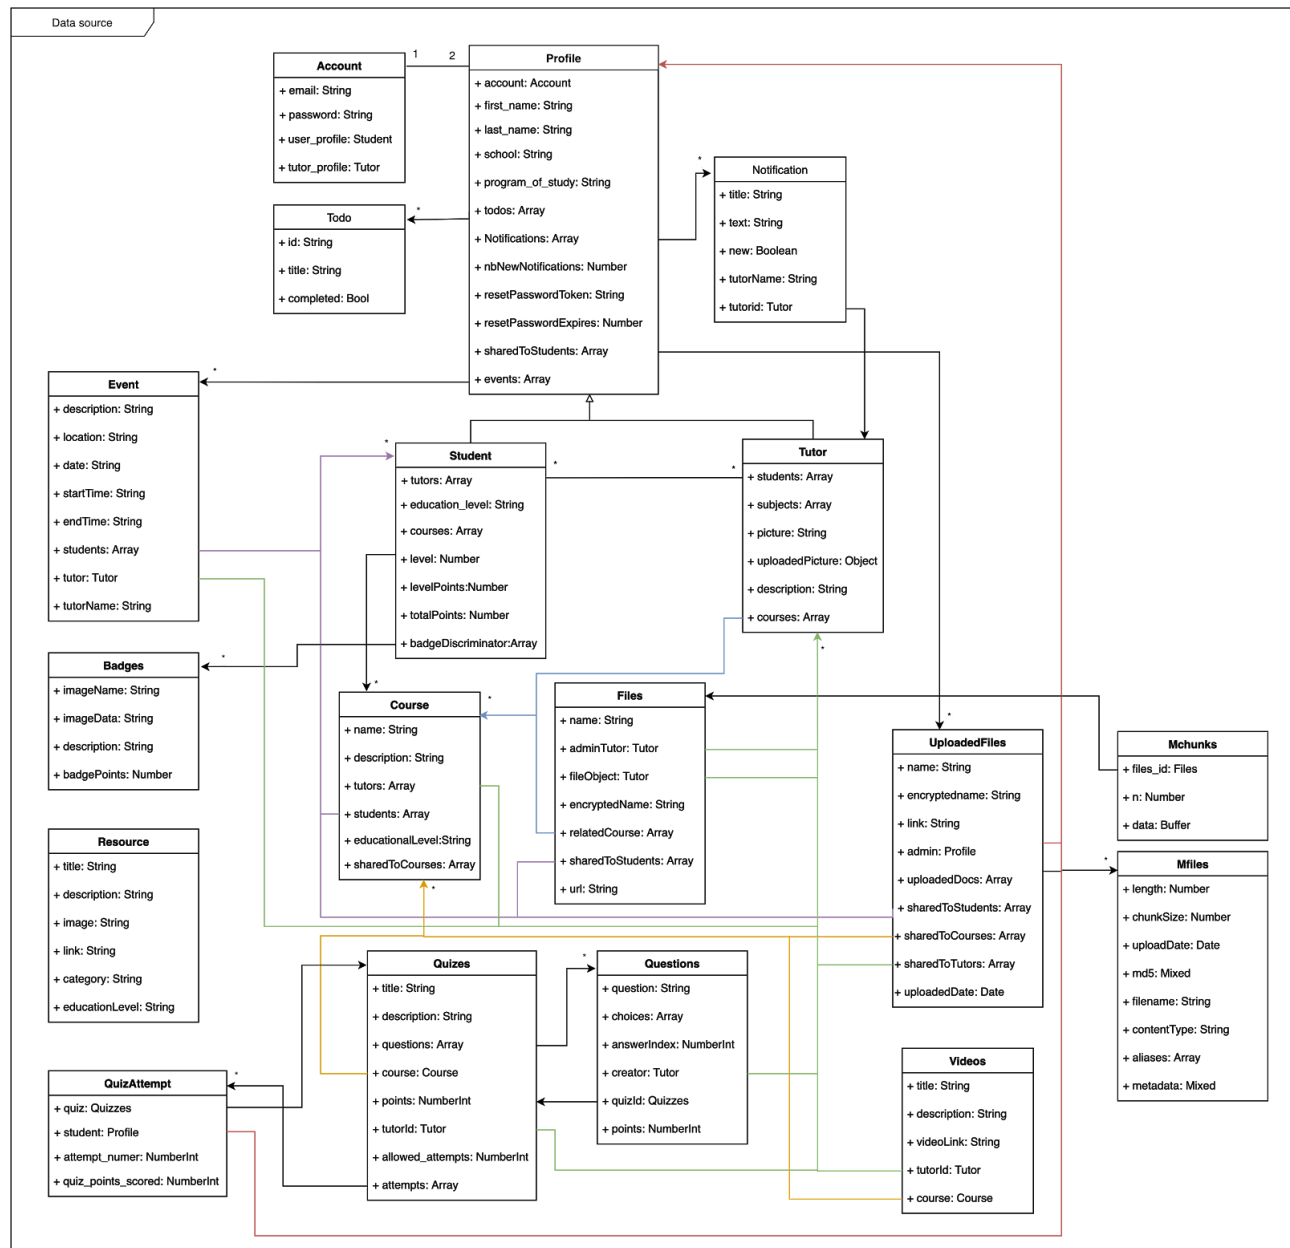 Data source
Account
+ email: String
+ password: String
+ user_profile: Student
+ tutor_profile: Tutor
1
2
Profile
+ account: Account
+ first_name: String
+ last_name: String
+ school: String
+ program_of_study: String
+ todos: Array
+ Notifications: Array
+ nbNewNotifications: Number
+ resetPasswordToken: String
+ resetPasswordExpires: Number
+ sharedToStudents: Array
+ events: Array
*
Notification
+ title: String
+ text: String
+ new: Boolean
+ tutorName: String
+ tutorid: Tutor
*
Todo
+ id: String
+ title: String
+ completed: Bool
*
Event
+ description: String
+ location: String
+ date: String
+ startTime: String
+ endTime: String
+ students: Array
+ tutor: Tutor
+ tutorName: String
*
Student
+ tutors: Array
+ education_level: String
+ courses: Array
+ level: Number
+ levelPoints:Number
+ totalPoints: Number
+ badgeDiscriminator:Array
*
*
Tutor
+ students: Array
+ subjects: Array
+ picture: String
+ uploadedPicture: Object
+ description: String
+ courses: Array
*
*
Badges
+ imageName: String
+ imageData: String
+ description: String
+ badgePoints: Number
*
*
Course
+ name: String
+ description: String
+ tutors: Array
+ students: Array
+ educationalLevel:String
+ sharedToCourses: Array
*
Files
+ name: String
+ adminTutor: Tutor
+ fileObject: Tutor
+ encryptedName: String
+ relatedCourse: Array
+ sharedToStudents: Array
+ url: String
*
UploadedFiles
+ name: String
+ encryptedname: String
+ link: String
+ admin: Profile
+ uploadedDocs: Array
+ sharedToStudents: Array
+ sharedToCourses: Array
+ sharedToTutors: Array
+ uploadedDate: Date
Mchunks
+ files_id: Files
+ n: Number
+ data: Buffer
*
Mfiles
+ length: Number
+ chunkSize: Number
+ uploadDate: Date
+ md5: Mixed
+ filename: String
+ contentType: String
+ aliases: Array
+ metadata: Mixed
Resource
+ title: String
+ description: String
+ image: String
+ link: String
+ category: String
+ educationLevel: String
Quizes
+ title: String
+ description: String
+ questions: Array
+ course: Course
+ points: NumberInt
+ tutorId: Tutor
+ allowed_attempts: NumberInt
+ attempts: Array
*
Questions
+ question: String
+ choices: Array
+ answerIndex: NumberInt
+ creator: Tutor
+ quizId: Quizzes
+ points: NumberInt
Videos
+ title: String
+ description: String
+ videoLink: String
+ tutorId: Tutor
+ course: Course
*
QuizAttempt
+ quiz: Quizzes
+ student: Profile
+ attempt_numer: NumberInt
+ quiz_points_scored: NumberInt